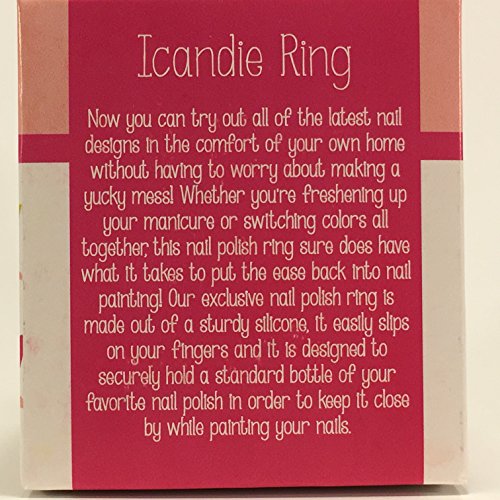 Icandie Ring
Now you can try out all of the latest nail
designs in the comfort of your own home
without having to worry about making a
yucky mess! Whether you're freshening up
your manicure or switching colors all
together, this nail polish ring sure does have
what it takes to put the ease back into nail
painting! Our exclusive nail polish ring is
made out of a sturdy silicone, it easily slips
on your fingers and it is designed to
securely hold a standard bottle of your
favorite nail polish in order to keep it close
by while painting your nails.